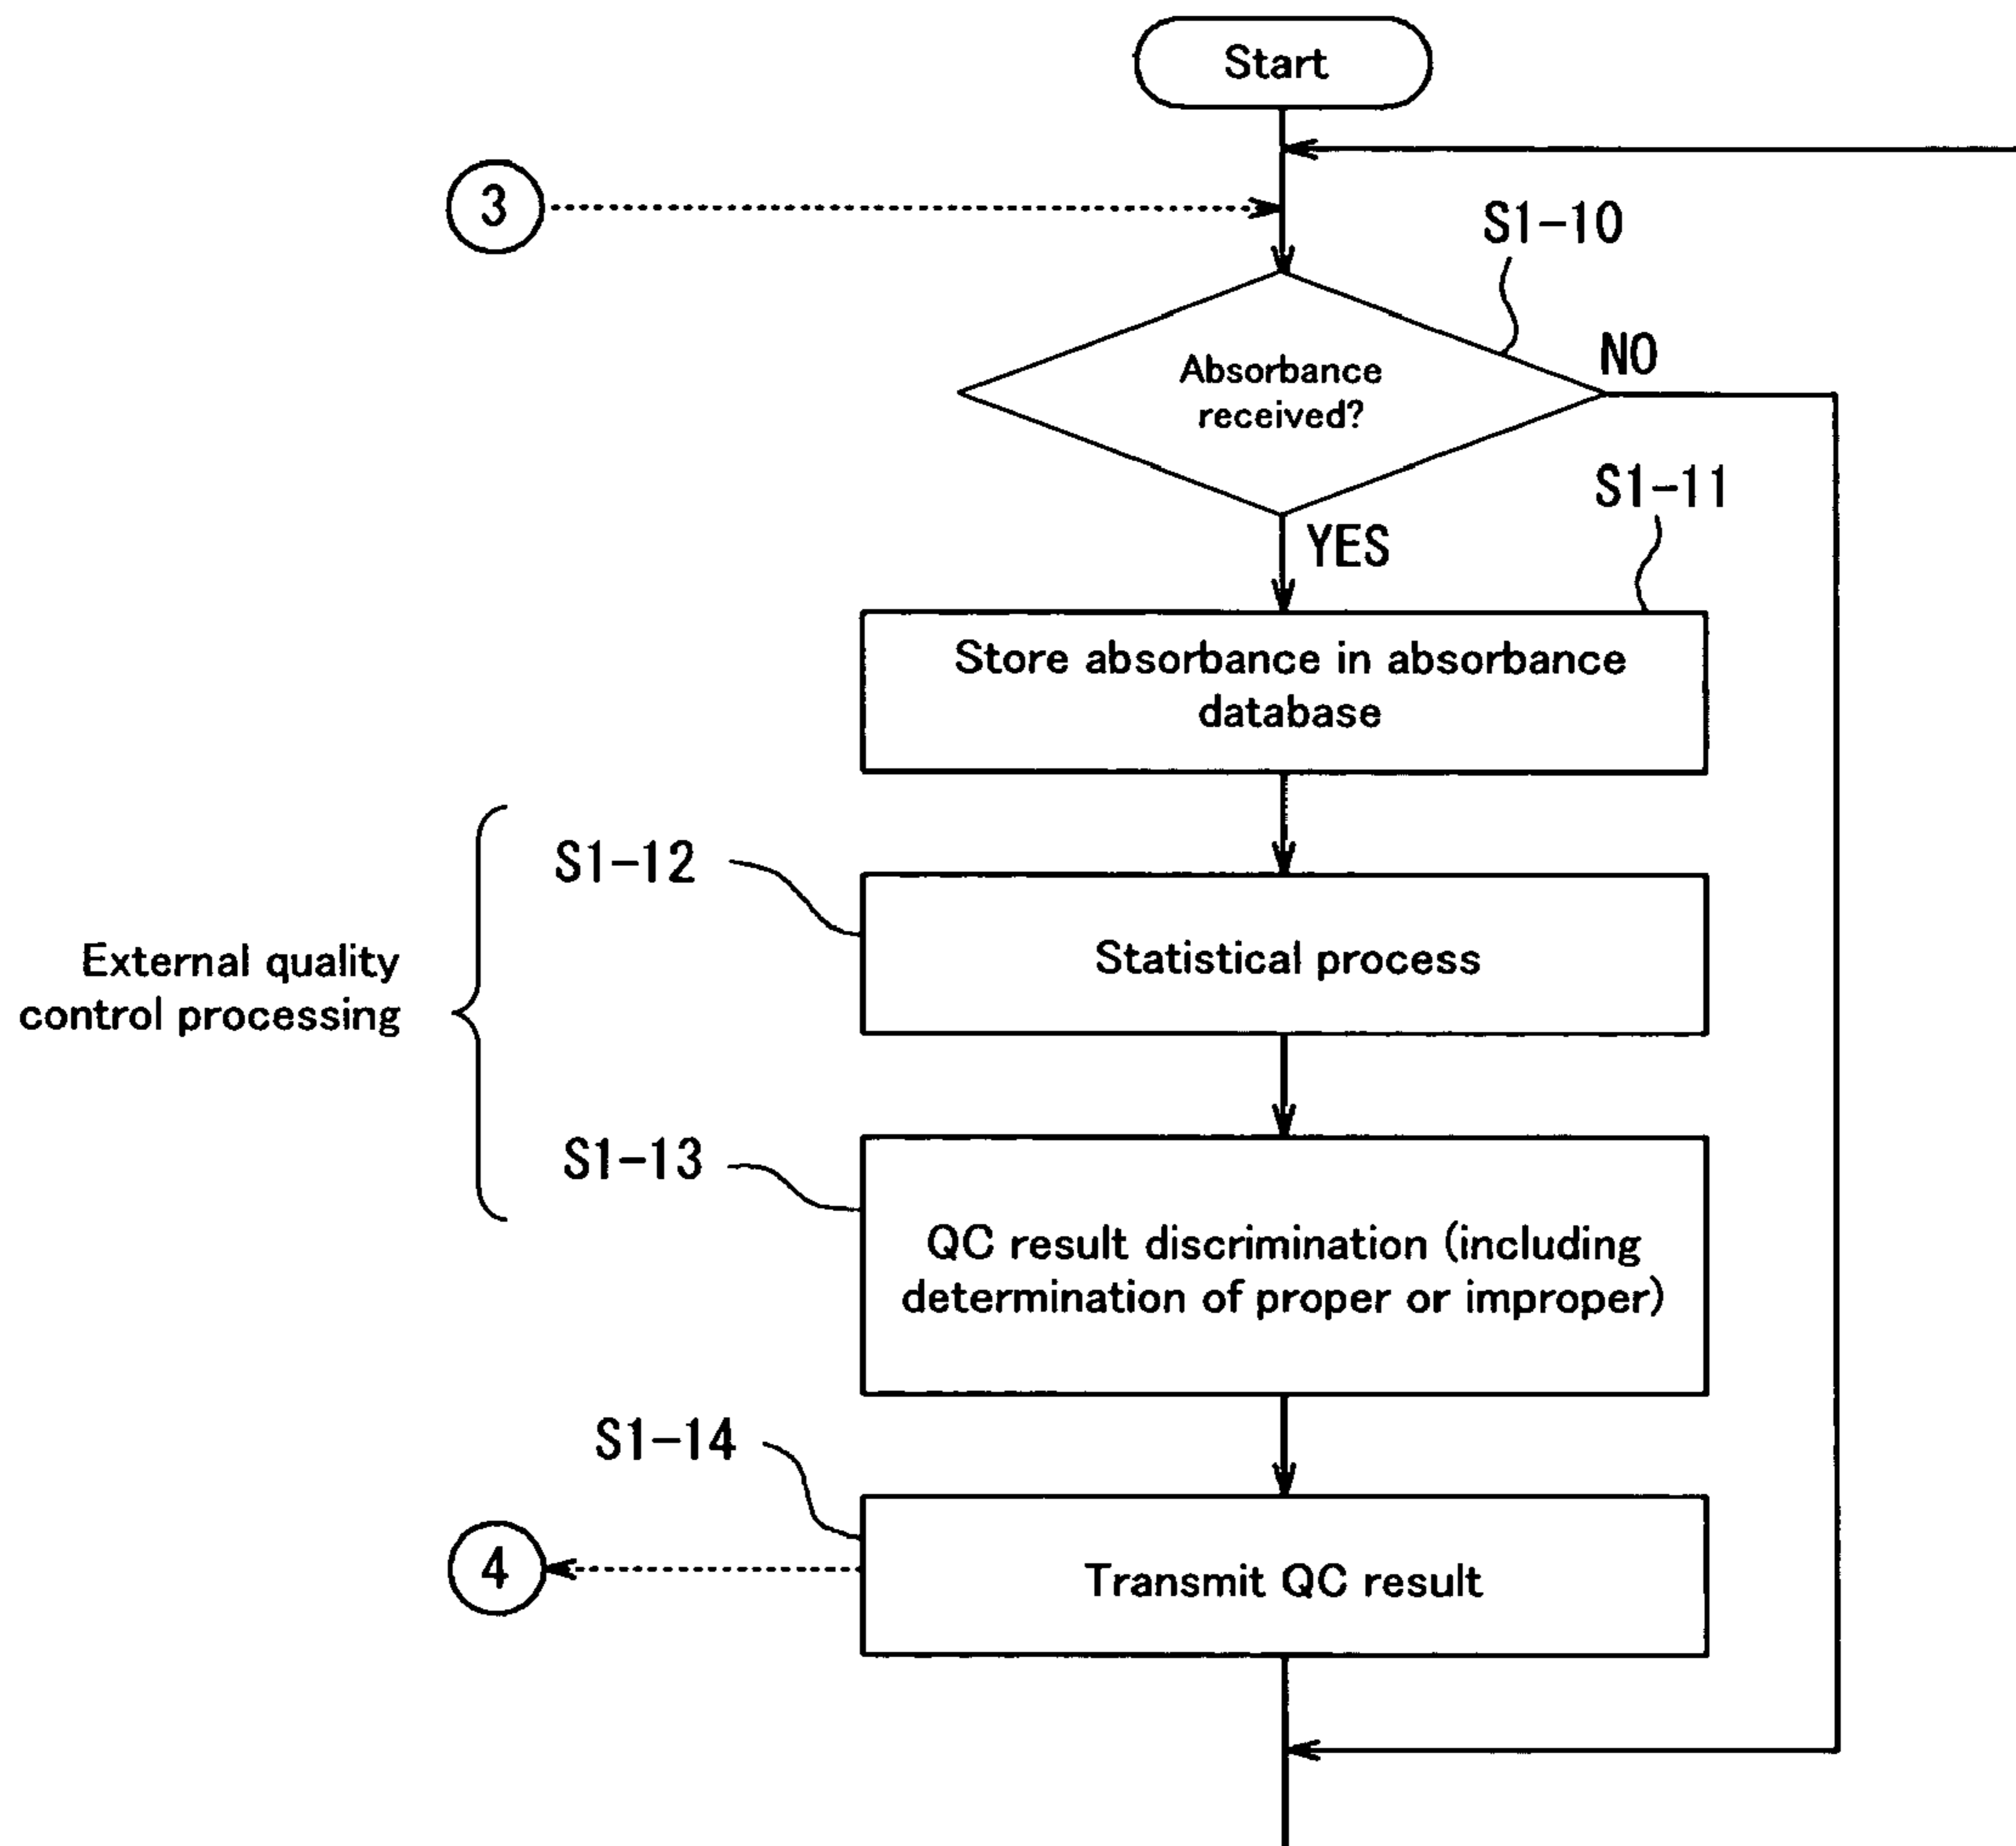 Start
3
S1-10
Absorbance
received?
NO
YES
S1-11
Store absorbance in absorbance
database
External quality
control processing
S1-12
Statistical process
S1-13
QC result discrimination (including
determination of proper or improper)
S1-14
4
Transmit QC result